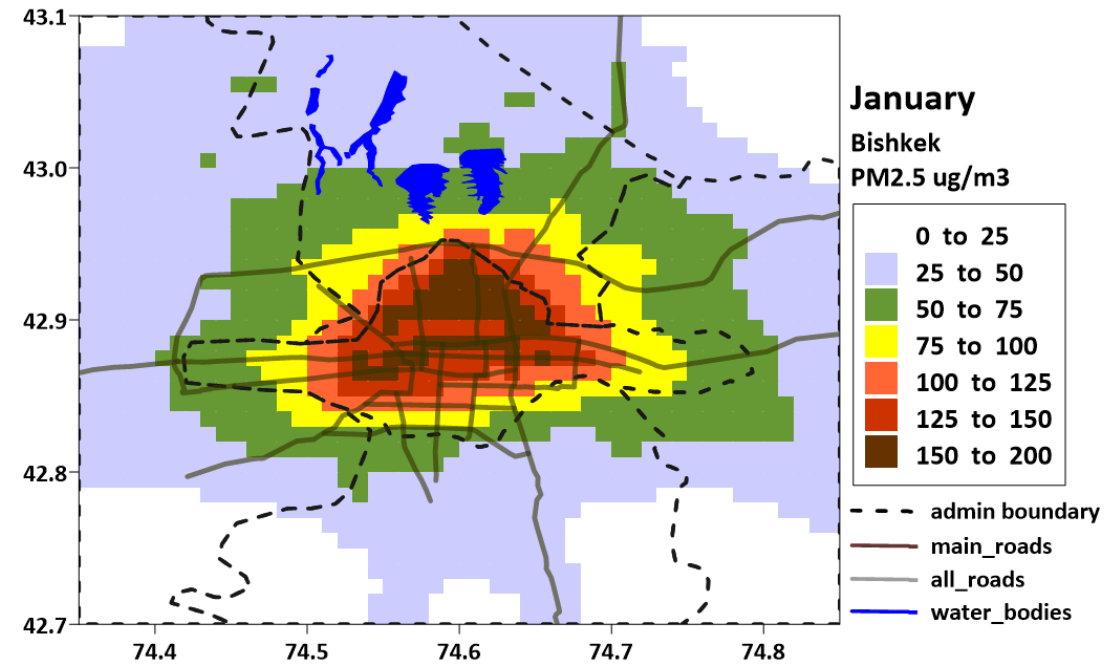 43.1
43.0
42.9
42.8
42.7
74.4 74.5 74.6 74.7 74.8
January
Bishkek
PM2.5 ug/m3
0 to 25
25 to 50
50 to 75
75 to 100
100 to 125
125 to 150
150 to 200
admin boundary
main_roads
all_roads
water_bodies